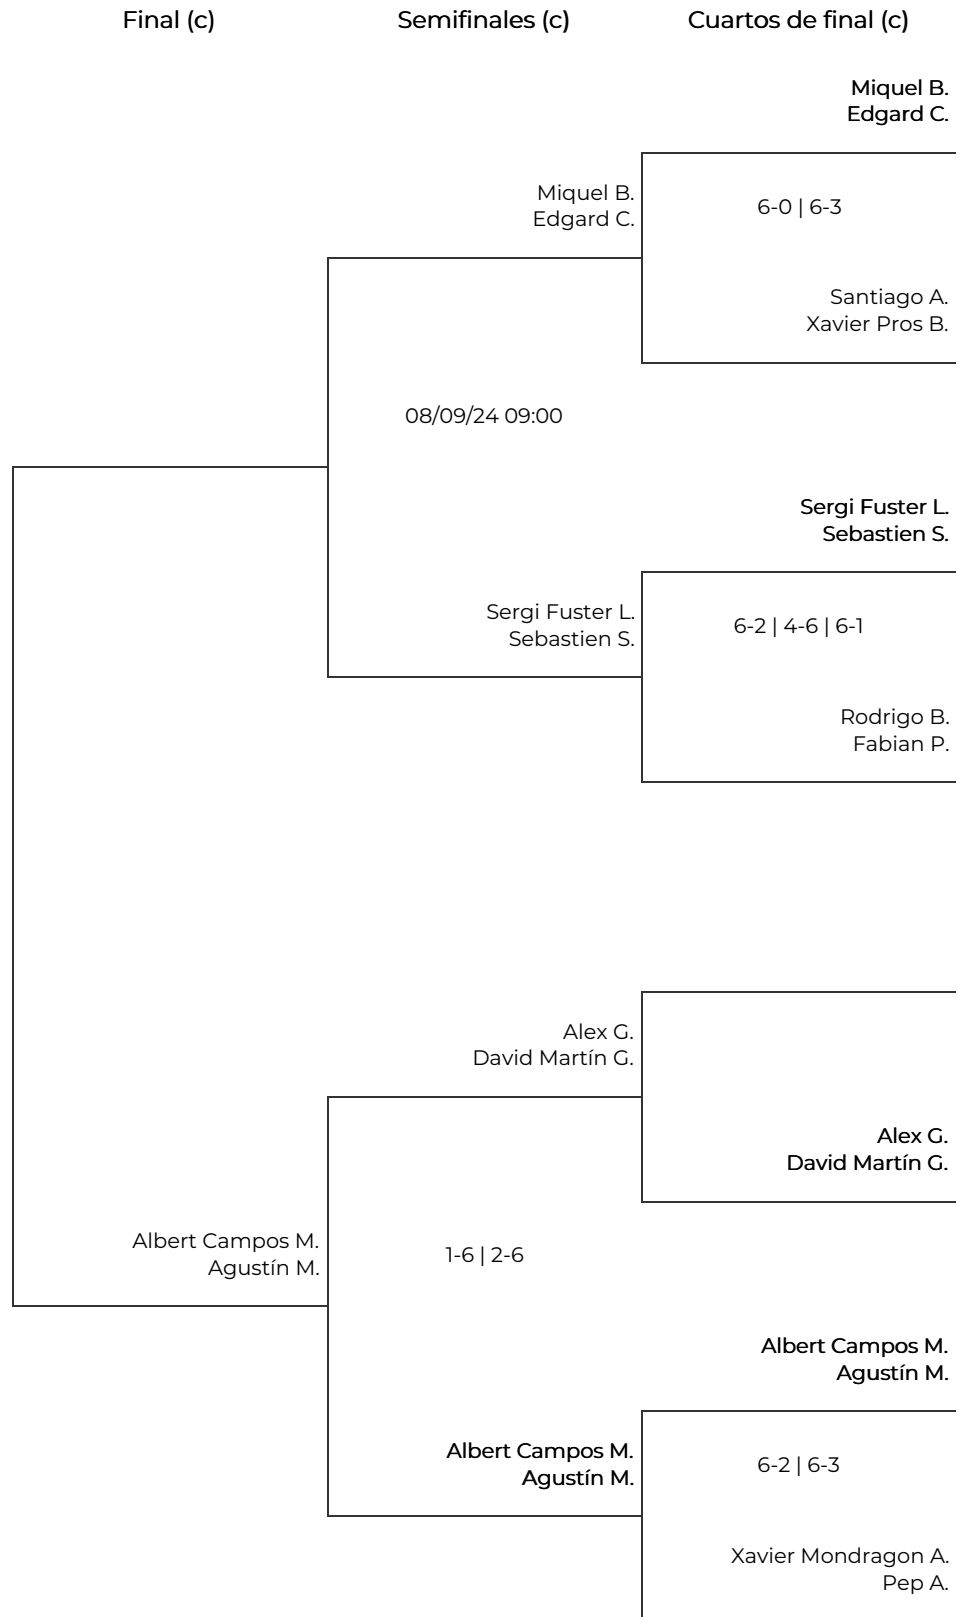 Final (c)
Semifinales (c)
Cuartos de final (c)
Miquel B.
Edgard C.
Miquel B.
Edgard C.
6-0 | 6-3
Santiago A.
Xavier Pros B.
08/09/24 09:00
Sergi Fuster L.
Sebastien S.
Sergi Fuster L.
Sebastien S.
6-2 | 4-6 | 6-1
Rodrigo B.
Fabian P.
Alex G.
David Martín G.
Alex G.
David Martín G.
Albert Campos M.
Agustín M.
1-6 | 2-6
Albert Campos M.
Agustín M.
Albert Campos M.
Agustín M.
6-2 | 6-3
Xavier Mondragon A.
Pep A.